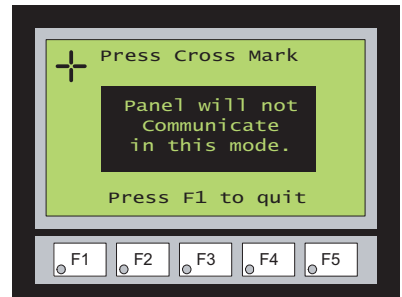 Press Cross Mark
Panel will not
Communicate
in this mode.
Press F1 to quit
F1 F2 F3 F4 F5